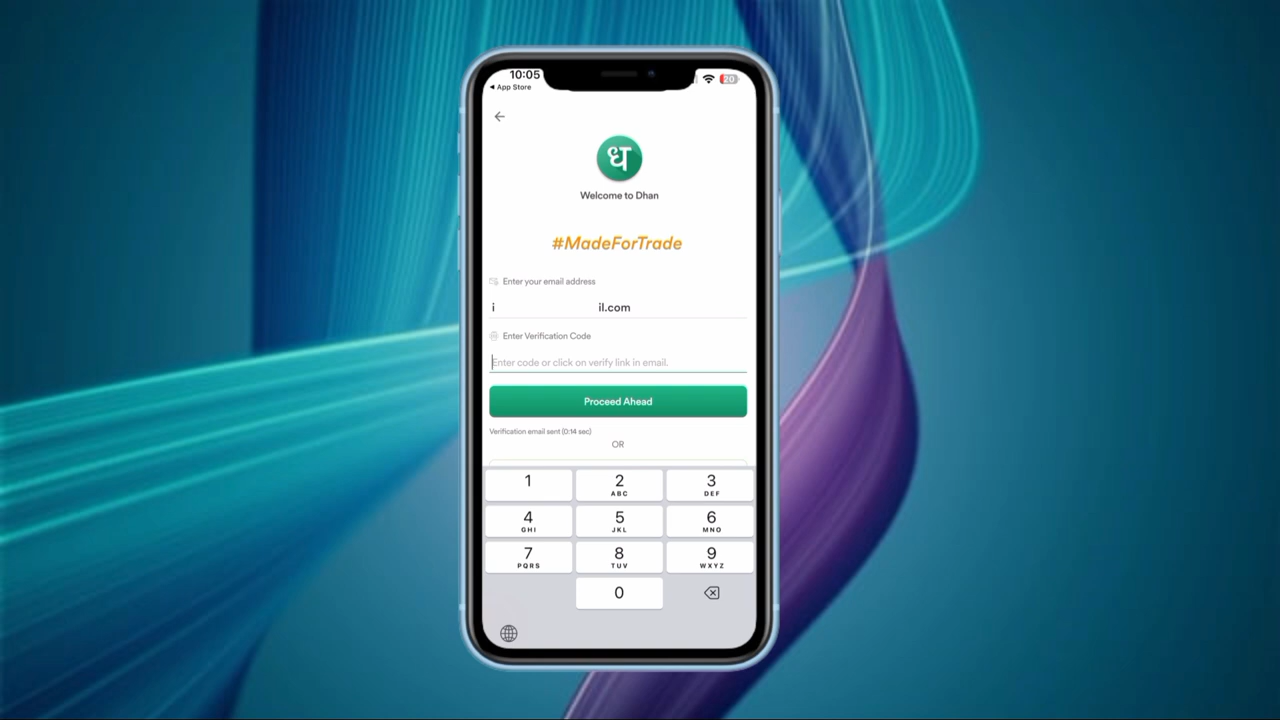 10:05
20
◀ App Store
ध
Welcome to Dhan
#MadeForTrade
Enter your email address
i il.com
Enter Verification Code
Enter code or click on verify link in email.
Proceed Ahead
Verification email sent (0:14 sec)
OR
1 2 3
ABC DEF
4 5 6
GHI JKL MNO
7 8 9
PQRS TUV WXYZ
0